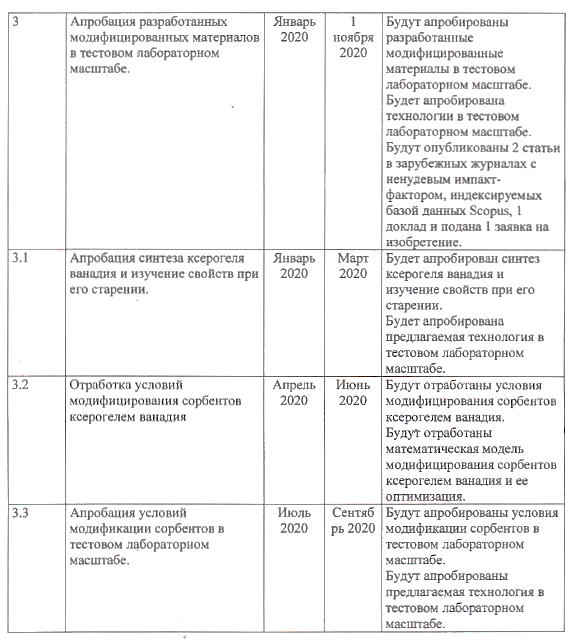 3
Апробация разработанных
модифицированных материалов
в тестовом лабораторном
масштабе.
Январь
2020
1
ноября
2020
Будут апробированы
разработанные
модифицированные
материалы в тестовом
лабораторном масштабе.
Будет апробирована
технологии в тестовом
лабораторном масштабе.
Будут опубликованы 2 статьи
в зарубежных журналах с
ненудевым импакт-
фактором, индексируемых
базой данных Scopus, 1
доклад и подана 1 заявка на
изобретение.
3.1
Апробация синтеза ксерогеля
ванадия и изучение свойств при
его старении.
Январь
2020
Март
2020
Будет апробирован синтез
ксерогеля ванадия и
изучение свойств при его
старении.
Будет апробирована
предлагаемая технология в
тестовом лабораторном
масштабе.
3.2
Отработка условий
модифицирования сорбентов
ксерогелем ванадия
Апрель
2020
Июнь
2020
Будут отработаны условия
модифицирования сорбентов
ксерогелем ванадия.
Будут отработаны
математическая модель
модифицирования сорбентов
ксерогелем ванадия и ее
оптимизация.
3.3
Апробация условий
модификации сорбентов в
тестовом лабораторном
масштабе.
Июль
2020
Сентяб
рь 2020
Будут апробированы условия
модификации сорбентов в
тестовом лабораторном
масштабе.
Будут апробированы
предлагаемая технология в
тестовом лабораторном
масштабе.